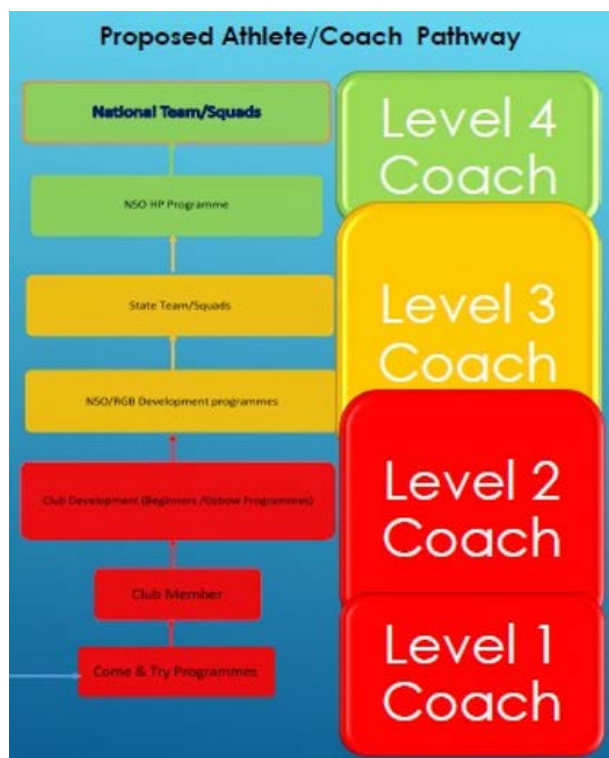 Proposed Athlete/Coach Pathway
National Team/Squads
NSO HP Programme
State Team/Squads
NSO/RGB Development programmes
Club Development (Beginners /Ozbow Programmes)
Club Member
Come & Try Programmes
Level 4
Coach
Level 3
Coach
Level 2
Coach
Level 1
Coach